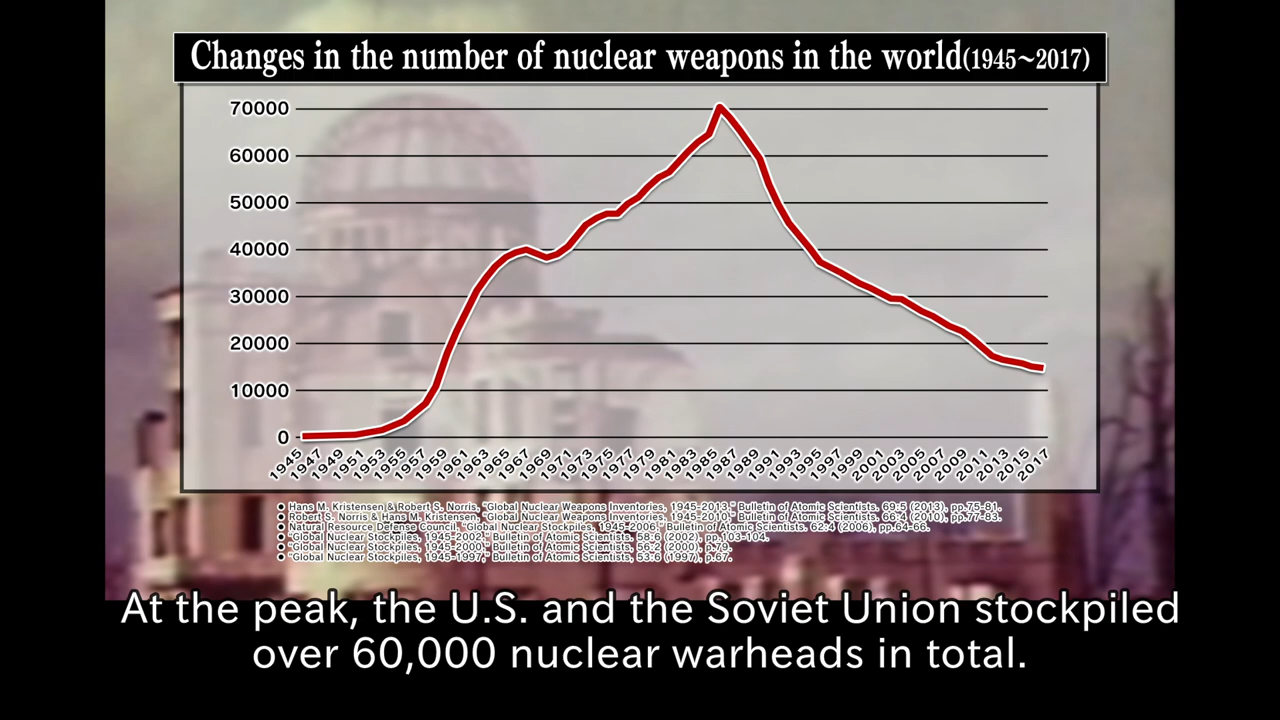 Changes in the number of nuclear weapons in the world(1945~2017)
70000
60000
50000
40000
30000
20000
10000
0
1945 1947 1949 1951 1953 1955 1957 1959 1961 1963 1965 1967 1969 1971 1973 1975 1977 1979 1981 1983 1985 1987 1989 1991 1993 1995 1997 1999 2001 2003 2005 2007 2009 2011 2013 2015 2017
● Hans M. Kristensen & Robert S. Norris, "Global Nuclear Weapons Inventories, 1945-2013," Bulletin of Atomic Scientists. 69:5 (2013), pp.75-81.
● Robert S. Norris & Hans M. Kristensen, "Global Nuclear Weapons Inventories, 1945-2010," Bulletin of Atomic Scientists. 66:4 (2010), pp.77-83.
● Natural Resource Defense Council, "Global Nuclear Stockpiles, 1945-2006," Bulletin of Atomic Scientists. 62:4 (2006), pp.64-66.
● "Global Nuclear Stockpiles, 1945-2002," Bulletin of Atomic Scientists, 58:6 (2002), pp.103-104.
● "Global Nuclear Stockpiles, 1945-2000," Bulletin of Atomic Scientists, 56:2 (2000), p.79.
● "Global Nuclear Stockpiles, 1945-1997," Bulletin of Atomic Scientists, 53:6 (1997), p.67.
At the peak, the U.S. and the Soviet Union stockpiled
over 60,000 nuclear warheads in total.